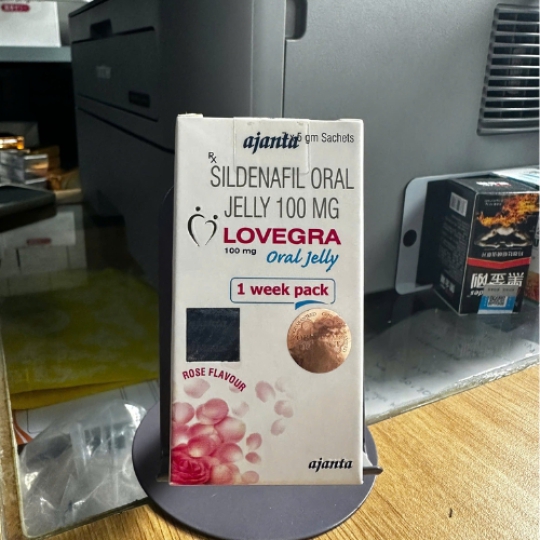 ajanta
5 gm Sachets
Rx
SILDENAFIL ORAL
JELLY 100 MG
LOVEGRA
100 mg
Oral Jelly
1 week pack
ROSE FLAVOUR
ajanta